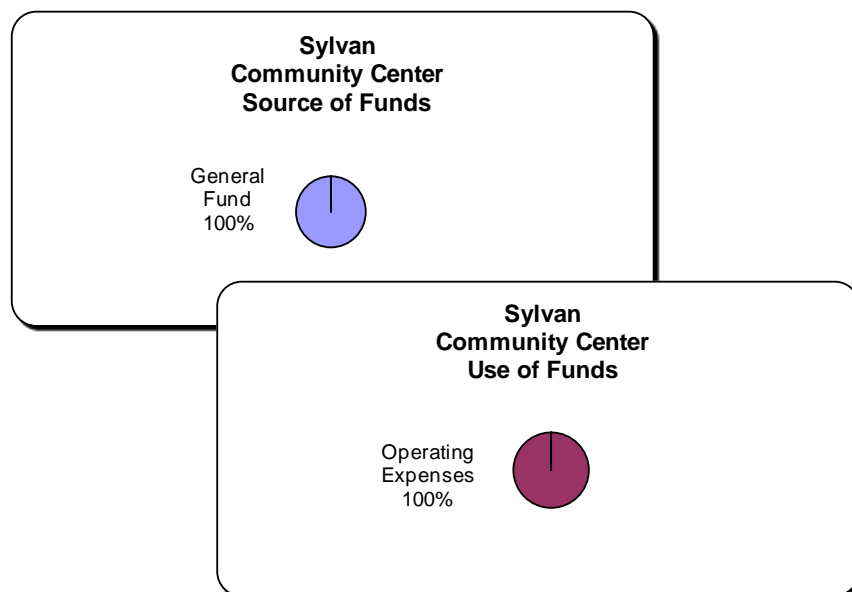 Sylvan
Community Center
Source of Funds
General
Fund
100%
Sylvan
Community Center
Use of Funds
Operating
Expenses
100%